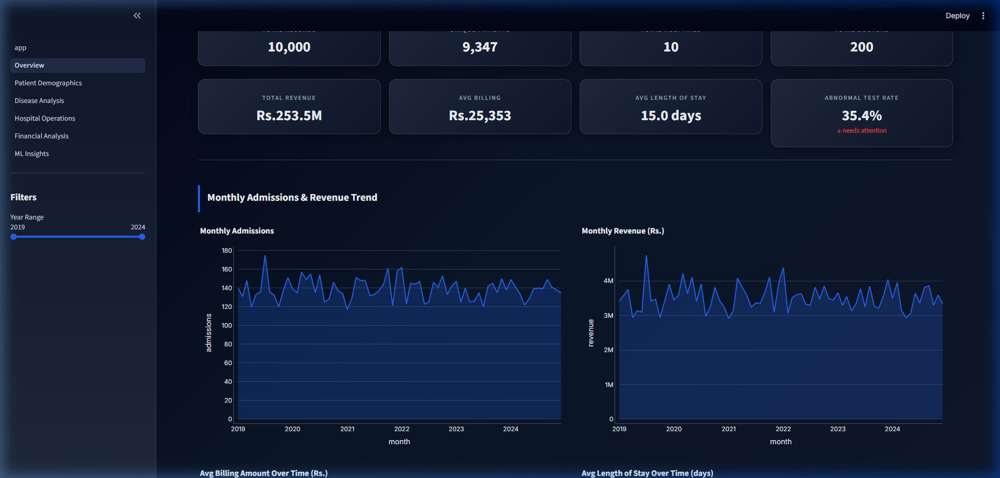 Deploy
app
Overview
Patient Demographics
Disease Analysis
Hospital Operations
Financial Analysis
ML Insights
Filters
Year Range
2019 2024
10,000
9,347
10
200
TOTAL REVENUE
Rs.253.5M
AVG BILLING
Rs.25,353
AVG LENGTH OF STAY
15.0 days
ABNORMAL TEST RATE
35.4%
↓ needs attention
Monthly Admissions & Revenue Trend
Monthly Admissions
180
160
140
120
100
80
60
40
20
0
admissions
2019 2020 2021 2022 2023 2024
month
Monthly Revenue (Rs.)
4M
3M
2M
1M
0
revenue
2019 2020 2021 2022 2023 2024
month
Avg Billing Amount Over Time (Rs.)
Avg Length of Stay Over Time (days)